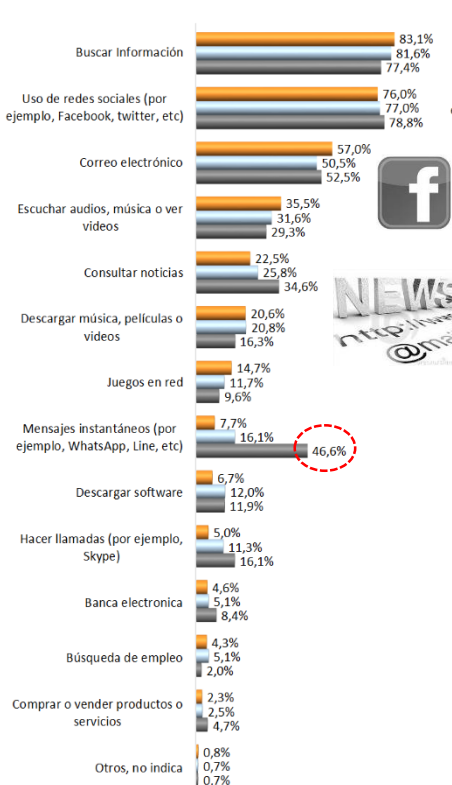 Buscar Información
83,1%
81,6%
77,4%
Uso de redes sociales (por
ejemplo, Facebook, twitter, etc)
76,0%
77,0%
78,8%
Correo electrónico
57,0%
50,5%
52,5%
f
Escuchar audios, música o ver
videos
35,5%
31,6%
29,3%
Consultar noticias
22,5%
25,8%
34,6%
NEWS
http://www
@mai
Descargar música, películas o
videos
20,6%
20,8%
16,3%
Juegos en red
14,7%
11,7%
9,6%
Mensajes instantáneos (por
ejemplo, WhatsApp, Line, etc)
7,7%
16,1%
46,6%
Descargar software
6,7%
12,0%
11,9%
Hacer llamadas (por ejemplo,
Skype)
5,0%
11,3%
16,1%
Banca electronica
4,6%
5,1%
8,4%
Búsqueda de empleo
4,3%
5,1%
2,0%
Comprar o vender productos o
servicios
2,3%
2,5%
4,7%
Otros, no indica
0,8%
0,7%
0,7%